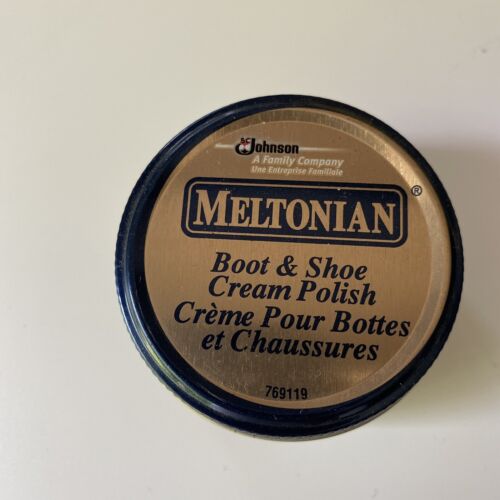 SC Johnson
A Family Company
Une Entreprise Familiale
MELTONIAN®
Boot & Shoe
Cream Polish
Crème Pour Bottes
et Chaussures
769119